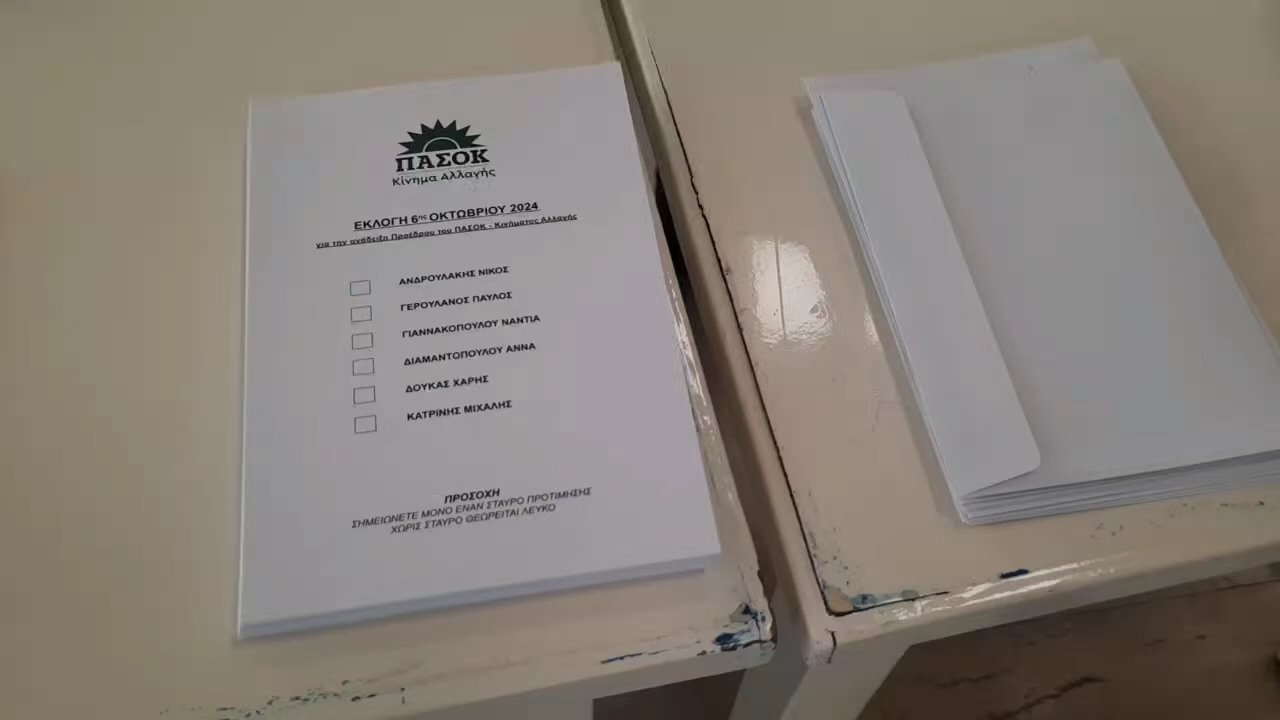 ΠΑΣΟΚ
Κίνημα Αλλαγής
ΕΚΛΟΓΗ 6ης ΟΚΤΩΒΡΙΟΥ 2024
για την ανάδειξη Προέδρου του ΠΑΣΟΚ - Κινήματος Αλλαγής
ΑΝΔΡΟΥΛΑΚΗΣ ΝΙΚΟΣ
ΓΕΡΟΥΛΑΝΟΣ ΠΑΥΛΟΣ
ΓΙΑΝΝΑΚΟΠΟΥΛΟΥ ΝΑΝΤΙΑ
ΔΙΑΜΑΝΤΟΠΟΥΛΟΥ ΑΝΝΑ
ΔΟΥΚΑΣ ΧΑΡΗΣ
ΚΑΤΡΙΝΗΣ ΜΙΧΑΛΗΣ
ΠΡΟΣΟΧΗ
ΣΗΜΕΙΩΝΕΤΕ ΜΟΝΟ ΕΝΑΝ ΣΤΑΥΡΟ ΠΡΟΤΙΜΗΣΗΣ
ΧΩΡΙΣ ΣΤΑΥΡΟ ΘΕΩΡΕΙΤΑΙ ΛΕΥΚΟ